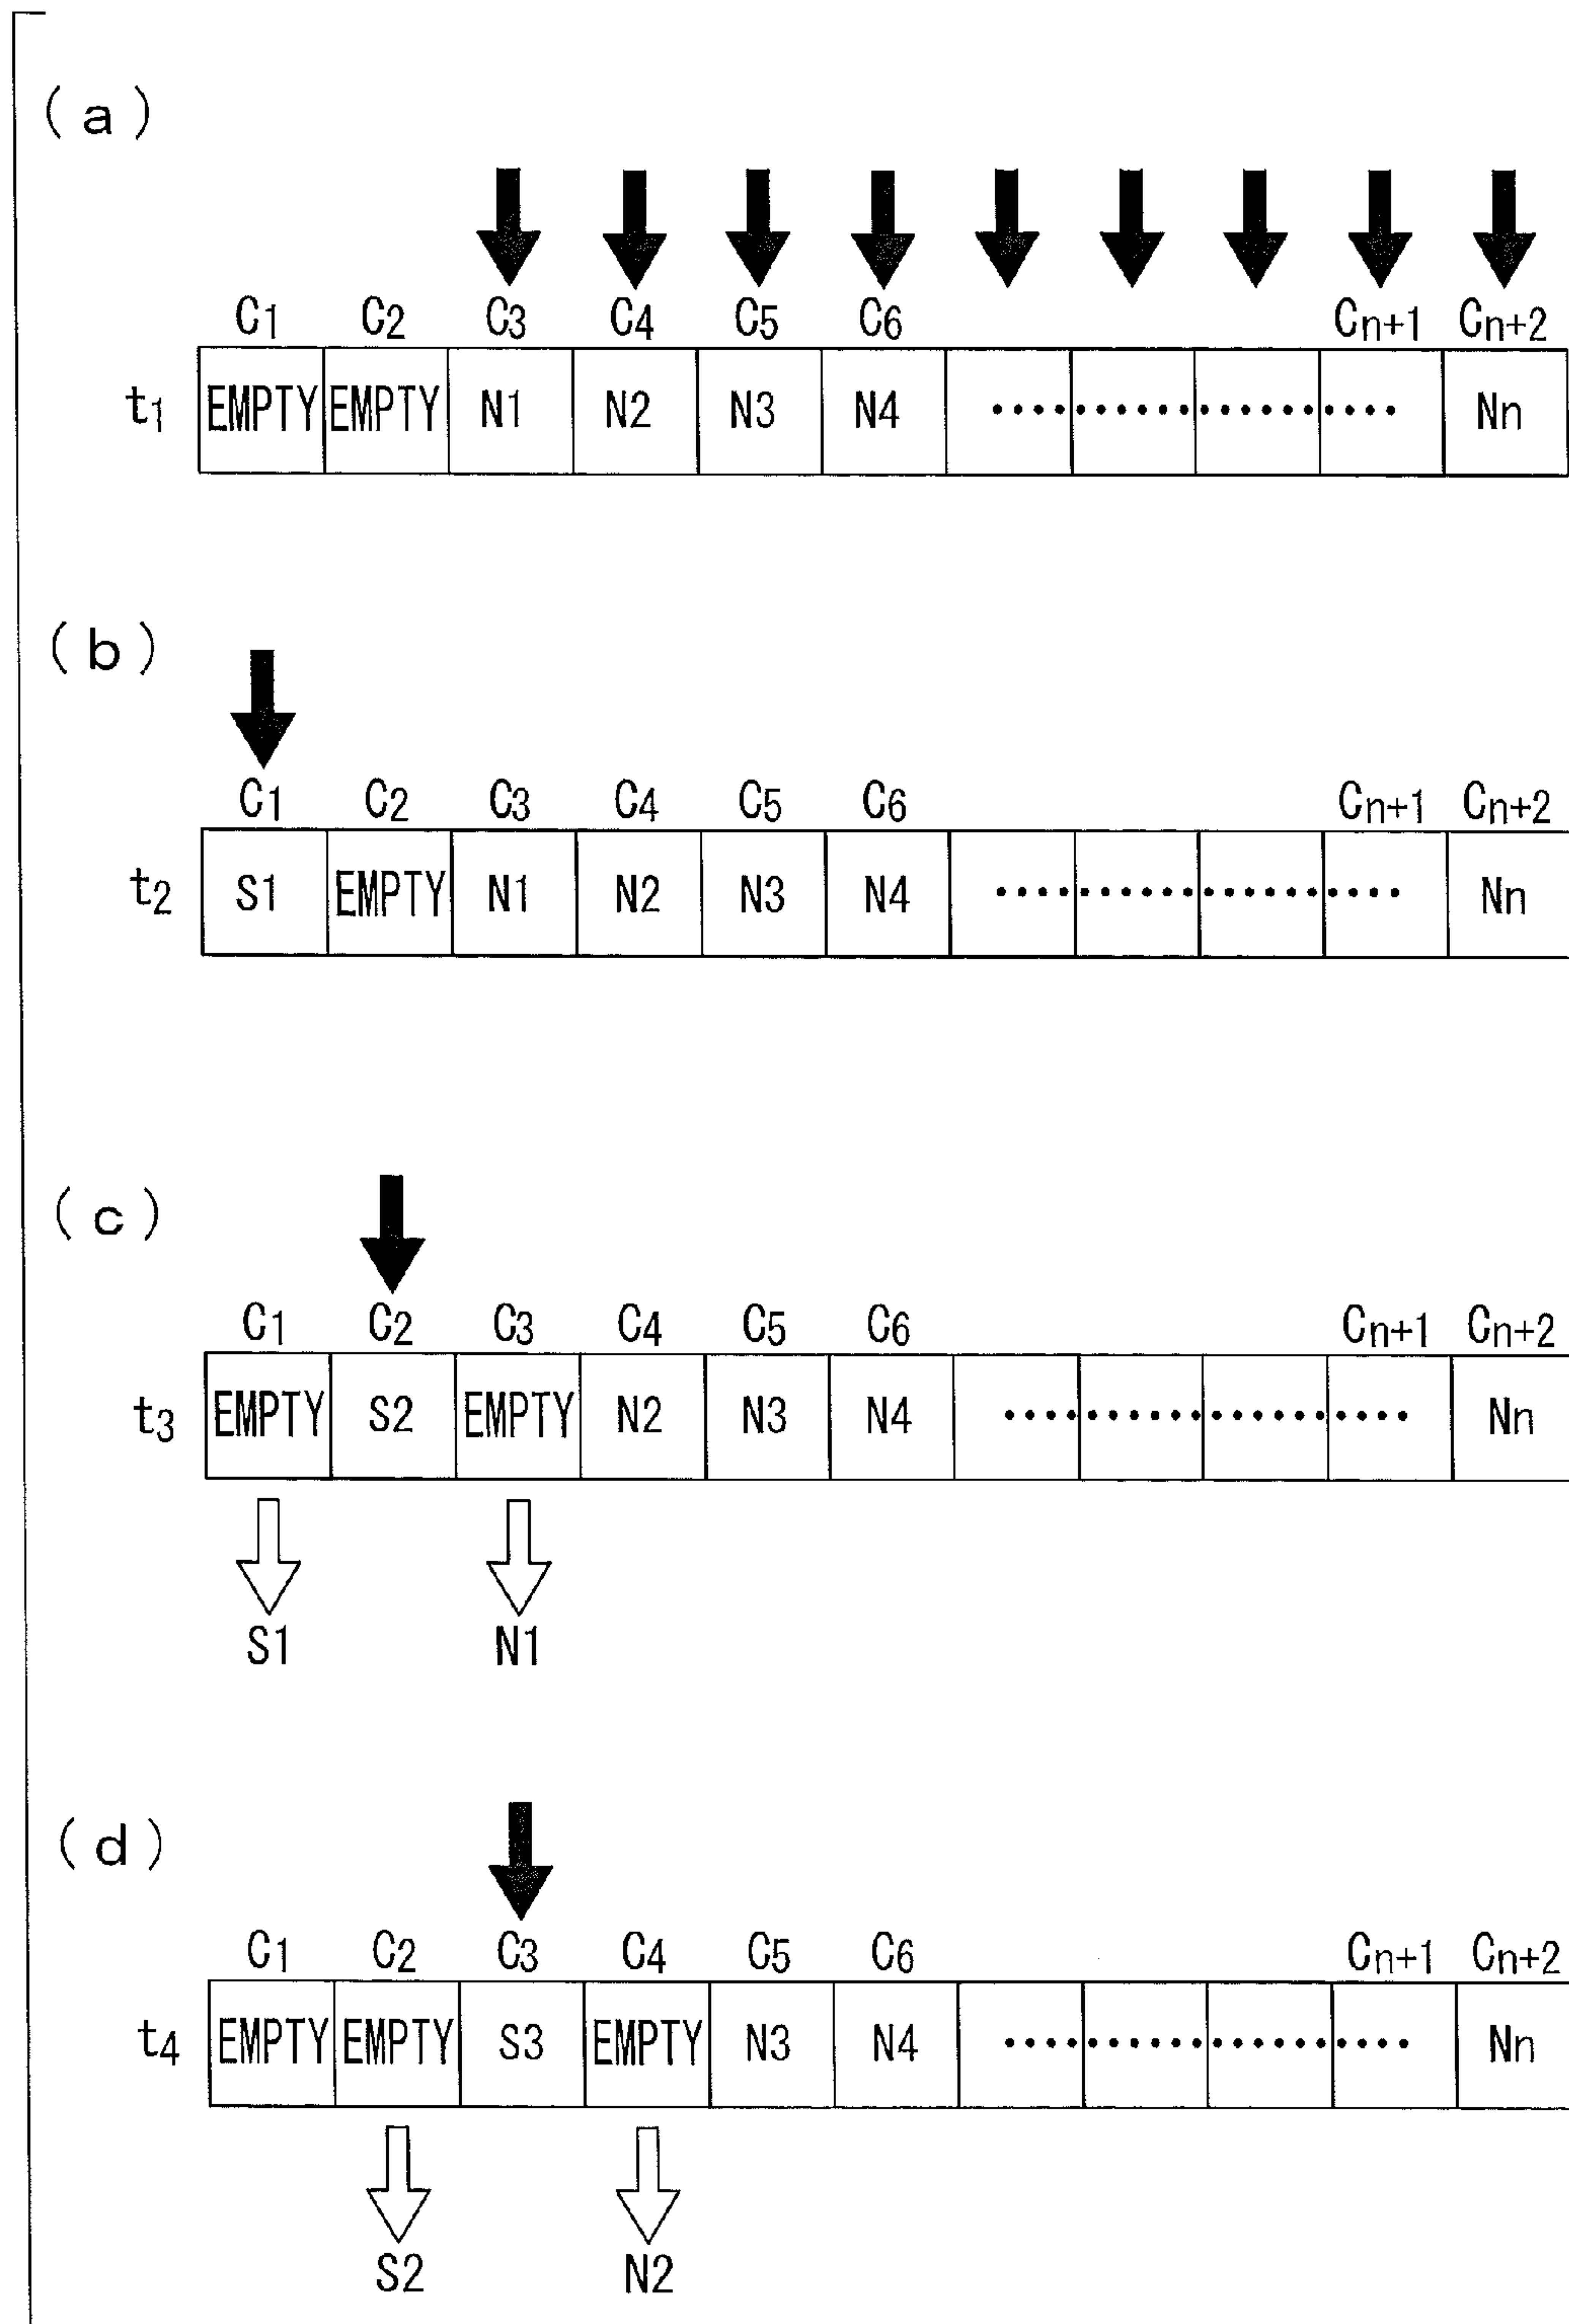 (a)
C1 C2 C3 C4 C5 C6 Cn+1 Cn+2
t1 EMPTY EMPTY N1 N2 N3 N4 .................... Nn
(b)
C1 C2 C3 C4 C5 C6 Cn+1 Cn+2
t2 S1 EMPTY N1 N2 N3 N4 .................... Nn
(c)
C1 C2 C3 C4 C5 C6 Cn+1 Cn+2
t3 EMPTY S2 EMPTY N2 N3 N4 .................... Nn
S1 N1
(d)
C1 C2 C3 C4 C5 C6 Cn+1 Cn+2
t4 EMPTY EMPTY S3 EMPTY N3 N4 .................... Nn
S2 N2